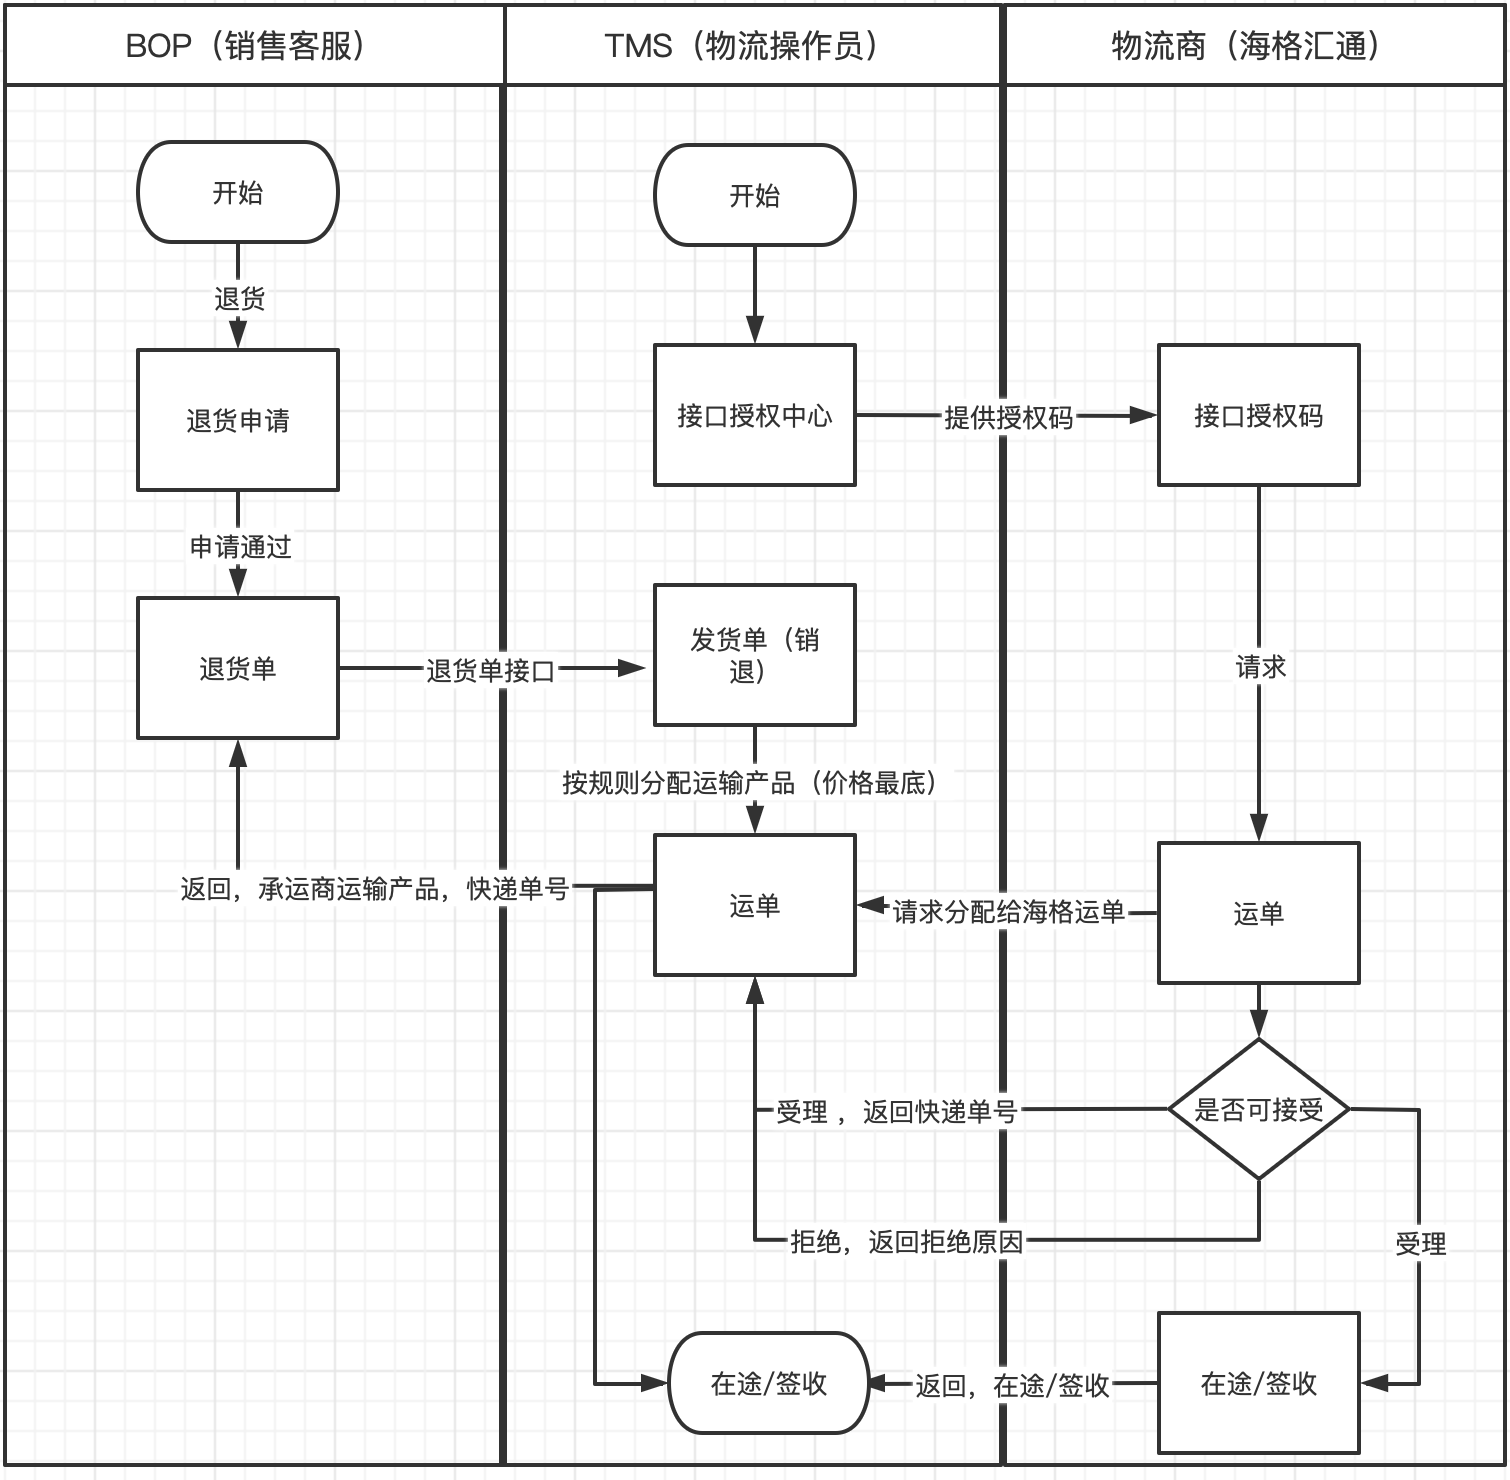 BOP（销售客服）
TMS（物流操作员）
物流商（海格汇通）
开始
退货
退货申请
申请通过
退货单
退货单接口
返回，承运商运输产品，快递单号
开始
接口授权中心
提供授权码
发货单（销
退）
按规则分配运输产品（价格最底）
运单
请求分配给海格运单
受理 ，返回快递单号
拒绝，返回拒绝原因
在途/签收
返回，在途/签收
接口授权码
请求
运单
是否可接受
受理
在途/签收